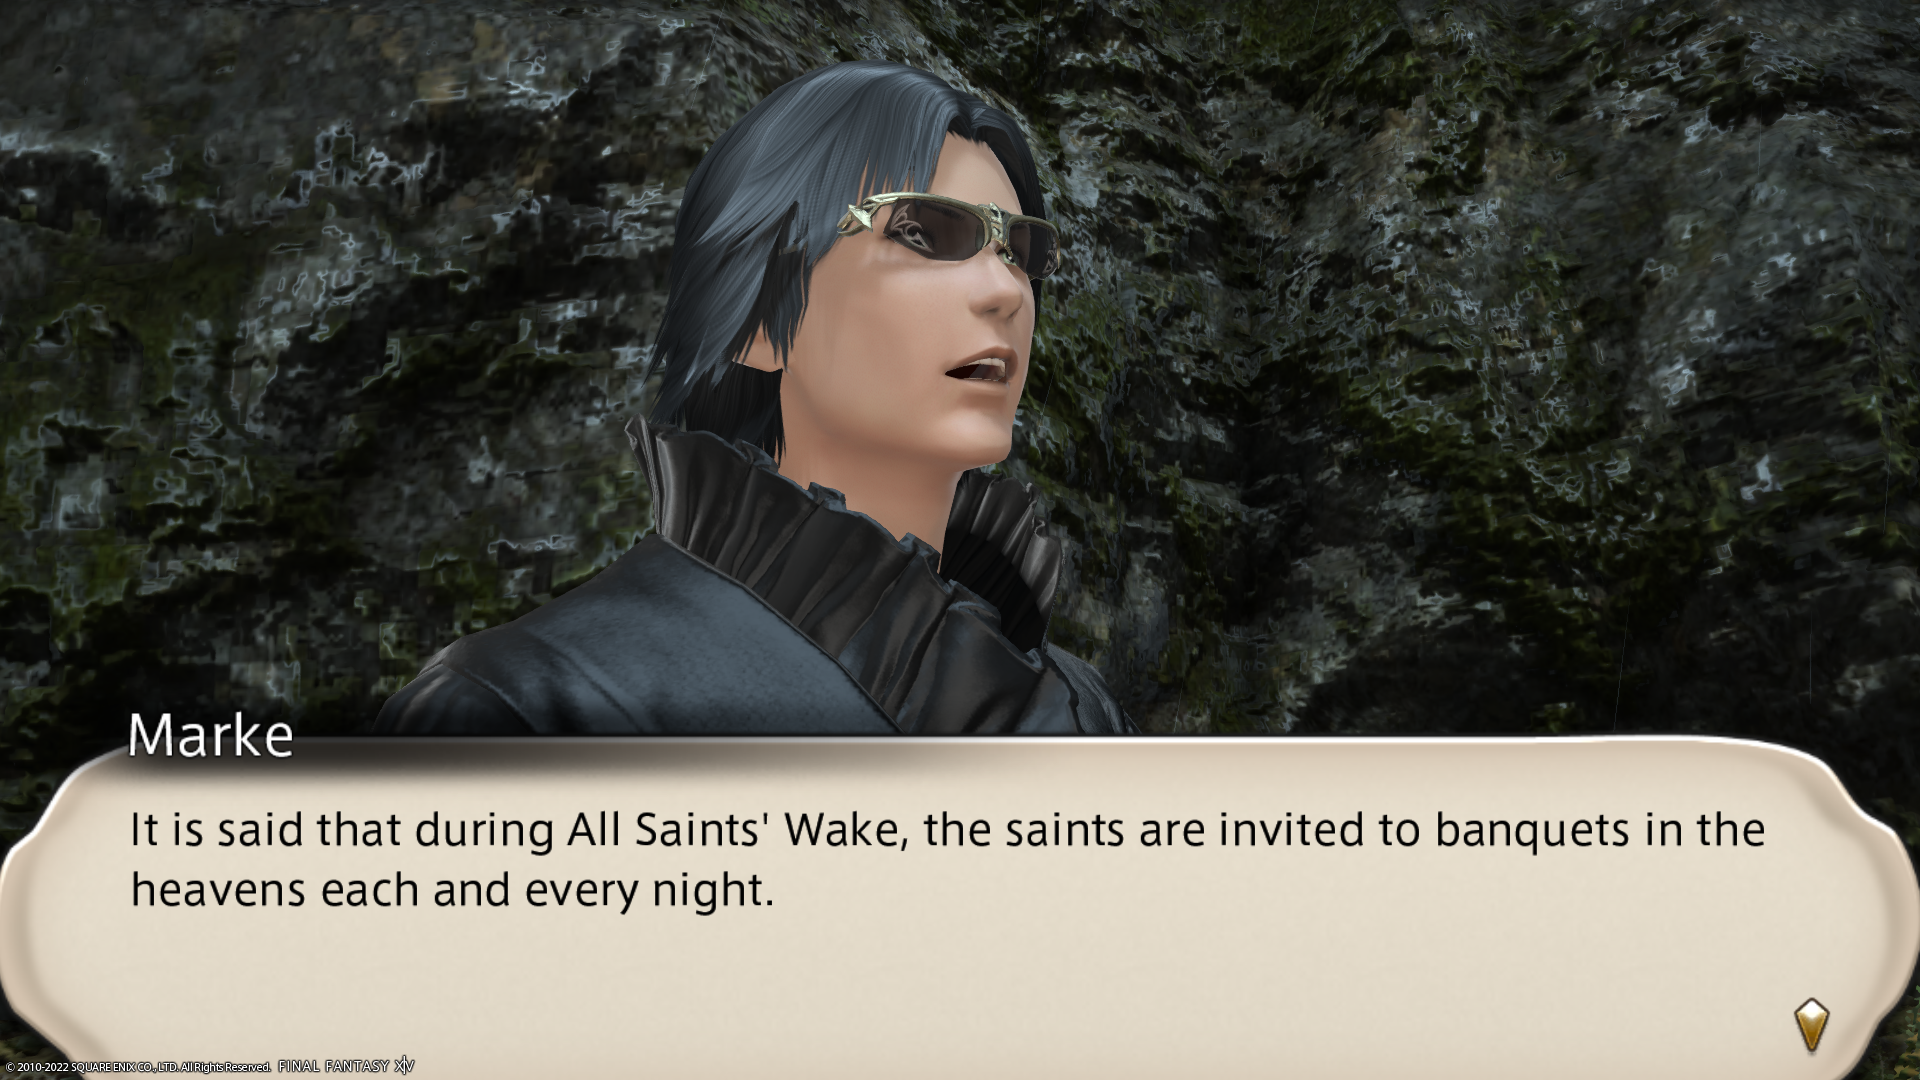 Marke
It is said that during All Saints' Wake, the saints are invited to banquets in the
heavens each and every night.
© 2010-2022 SQUARE ENIX CO., LTD. All Rights Reserved. FINAL FANTASY XIV